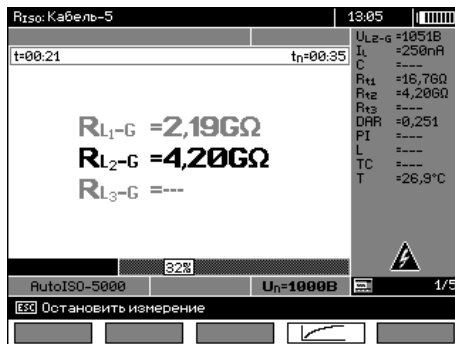 RISO: Кабель-5
13:05
t=00:21
tn=00:35
RL1-G =2,19GΩ
RL2-G =4,20GΩ
RL3-G =---
UL2-G =1051В
IL =250nA
C =---
Rt1 =16,7GΩ
Rt2 =4,20GΩ
Rt3 =---
DAR =0,251
PI =---
L =---
TC =---
T =26,9°C
32%
AutoISO-5000
Un=1000В
1/5
ESC Остановить измерение